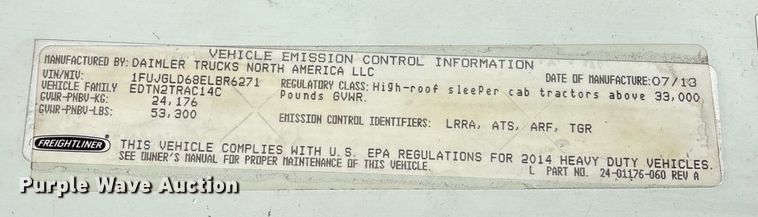 VEHICLE EMISSION CONTROL INFORMATION
MANUFACTURED BY: DAIMLER TRUCKS NORTH AMERICA LLC
DATE OF MANUFACTURE: 07/13
VIN/NIV: 1FUJGLD68ELBR6271
VEHICLE FAMILY EDTN2TRAC14C
REGULATORY CLASS: High-roof sleeper cab tractors above 33,000
Pounds GVWR.
GVWR-PNBV-KG: 24,176
GVWR-PNBV-LBS: 53,300
EMISSION CONTROL IDENTIFIERS: LRRA, ATS, ARF, TGR
FREIGHTLINER
THIS VEHICLE COMPLIES WITH U.S. EPA REGULATIONS FOR 2014 HEAVY DUTY VEHICLES.
SEE OWNER'S MANUAL FOR PROPER MAINTENANCE OF THIS VEHICLE.
L PART NO. 24-01176-060 REV A
Purple Wave Auction